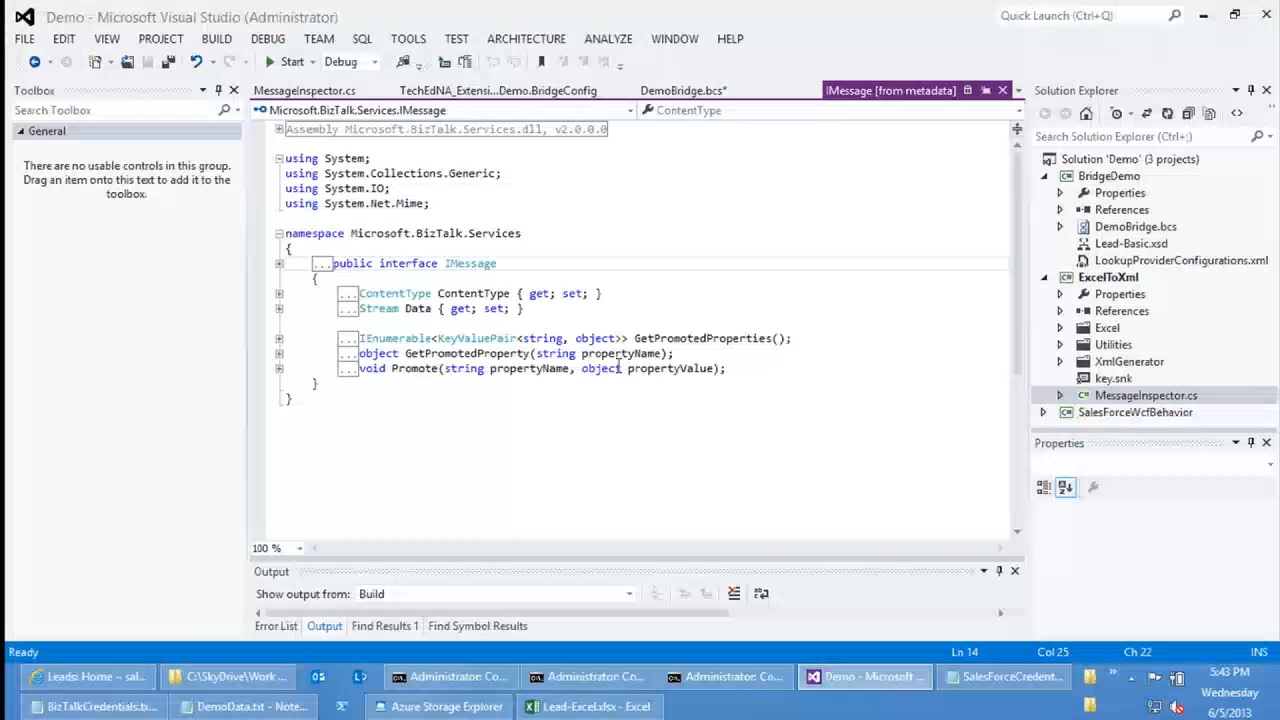 Demo - Microsoft Visual Studio (Administrator)
Quick Launch (Ctrl+Q)
FILE EDIT VIEW PROJECT BUILD DEBUG TEAM SQL TOOLS TEST ARCHITECTURE ANALYZE WINDOW HELP
Start Debug
Toolbox
Search Toolbox
General
There are no usable controls in this group.
Drag an item onto this text to add it to the
toolbox.
MessageInspector.cs TechEdNA_Extensi...Demo.BridgeConfig DemoBridge.bcs* IMessage [from metadata]
Microsoft.BizTalk.Services.IMessage ContentType
Assembly Microsoft.BizTalk.Services.dll, v2.0.0.0
using System;
using System.Collections.Generic;
using System.IO;
using System.Net.Mime;
namespace Microsoft.BizTalk.Services
{
...public interface IMessage
{
...ContentType ContentType { get; set; }
...Stream Data { get; set; }
...IEnumerable<KeyValuePair<string, object>> GetPromotedProperties();
...object GetPromotedProperty(string propertyName);
...void Promote(string propertyName, object propertyValue);
}
}
100 %
Output
Show output from: Build
Error List Output Find Results 1 Find Symbol Results
Solution Explorer
Search Solution Explorer (Ctrl+;)
Solution 'Demo' (3 projects)
BridgeDemo
Properties
References
DemoBridge.bcs
Lead-Basic.xsd
LookupProviderConfigurations.xml
ExcelToXml
Properties
References
Excel
Utilities
XmlGenerator
key.snk
MessageInspector.cs
SalesForceWcfBehavior
Properties
Ready Ln 14 Col 25 Ch 22 INS
Leads: Home ~ sal... C:\SkyDrive\Work ... Administrator: Co... Administrator: Co... Administrator: Co... Demo - Microsoft ... SalesForceCredent...
BizTalkCredentials.tx... DemoData.txt - Note... Azure Storage Explorer Lead-Excel.xlsx - Excel
5:43 PM
Wednesday
6/5/2013